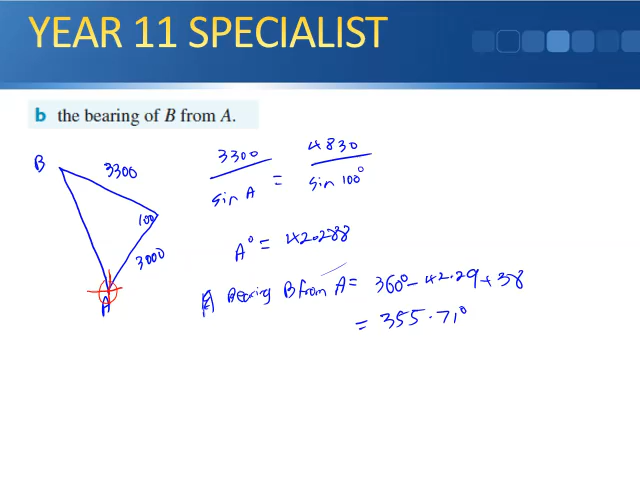 YEAR 11 SPECIALIST
b the bearing of B from A.
B
3300
100
3000
A
3300 / sin A = 4830 / sin 100°
A° = 42.288
Bearing B from A = 360° - 42.29 + 38
= 355.71°